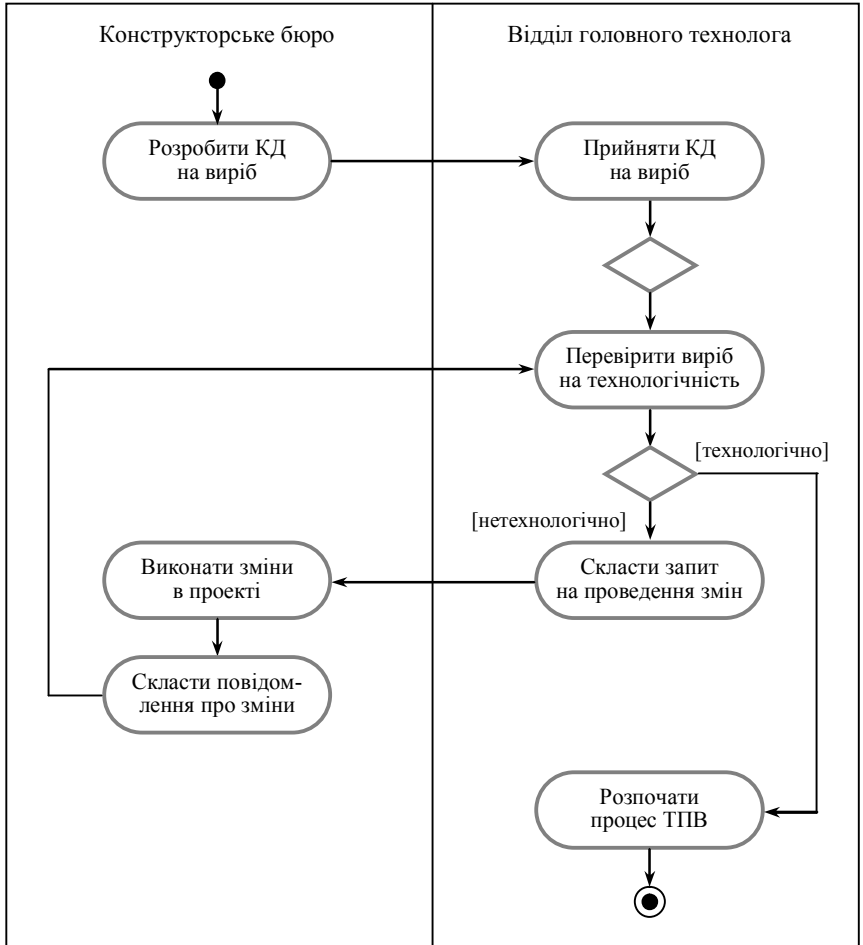 Конструкторське бюро
Відділ головного технолога
Розробити КД
на виріб
Прийняти КД
на виріб
Перевірити виріб
на технологічність
[технологічно]
[нетехнологічно]
Виконати зміни
в проекті
Скласти запит
на проведення змін
Скласти повідом-
лення про зміни
Розпочати
процес ТПВ